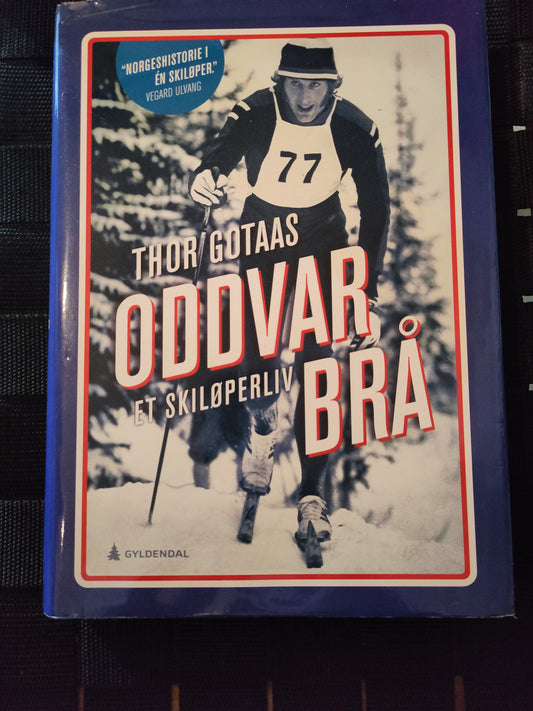 "NORGESHISTORIE I
ÉN SKILØPER."
VEGARD ULVANG
77
THOR GOTAAS
ODDVAR
ET SKILØPERLIV
BRÅ
GYLDENDAL